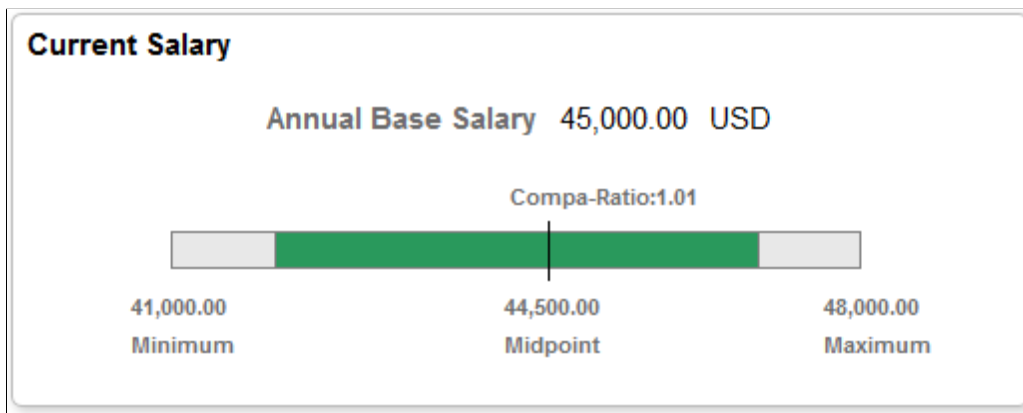 Current Salary
Annual Base Salary 45,000.00 USD
Compa-Ratio:1.01
41,000.00 44,500.00 48,000.00
Minimum Midpoint Maximum